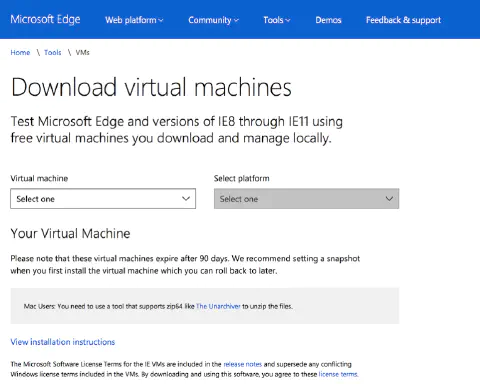 Microsoft Edge Web platform Community Tools Demos Feedback & support
Home \ Tools \ VMs
Download virtual machines
Test Microsoft Edge and versions of IE8 through IE11 using
free virtual machines you download and manage locally.
Virtual machine Select platform
Select one Select one
Your Virtual Machine
Please note that these virtual machines expire after 90 days. We recommend setting a snapshot
when you first install the virtual machine which you can roll back to later.
Mac Users: You need to use a tool that supports zip64 like The Unarchiver to unzip the files.
View installation instructions
The Microsoft Software License Terms for the IE VMs are included in the release notes and supersede any conflicting
Windows license terms included in the VMs. By downloading and using this software, you agree to these license terms.